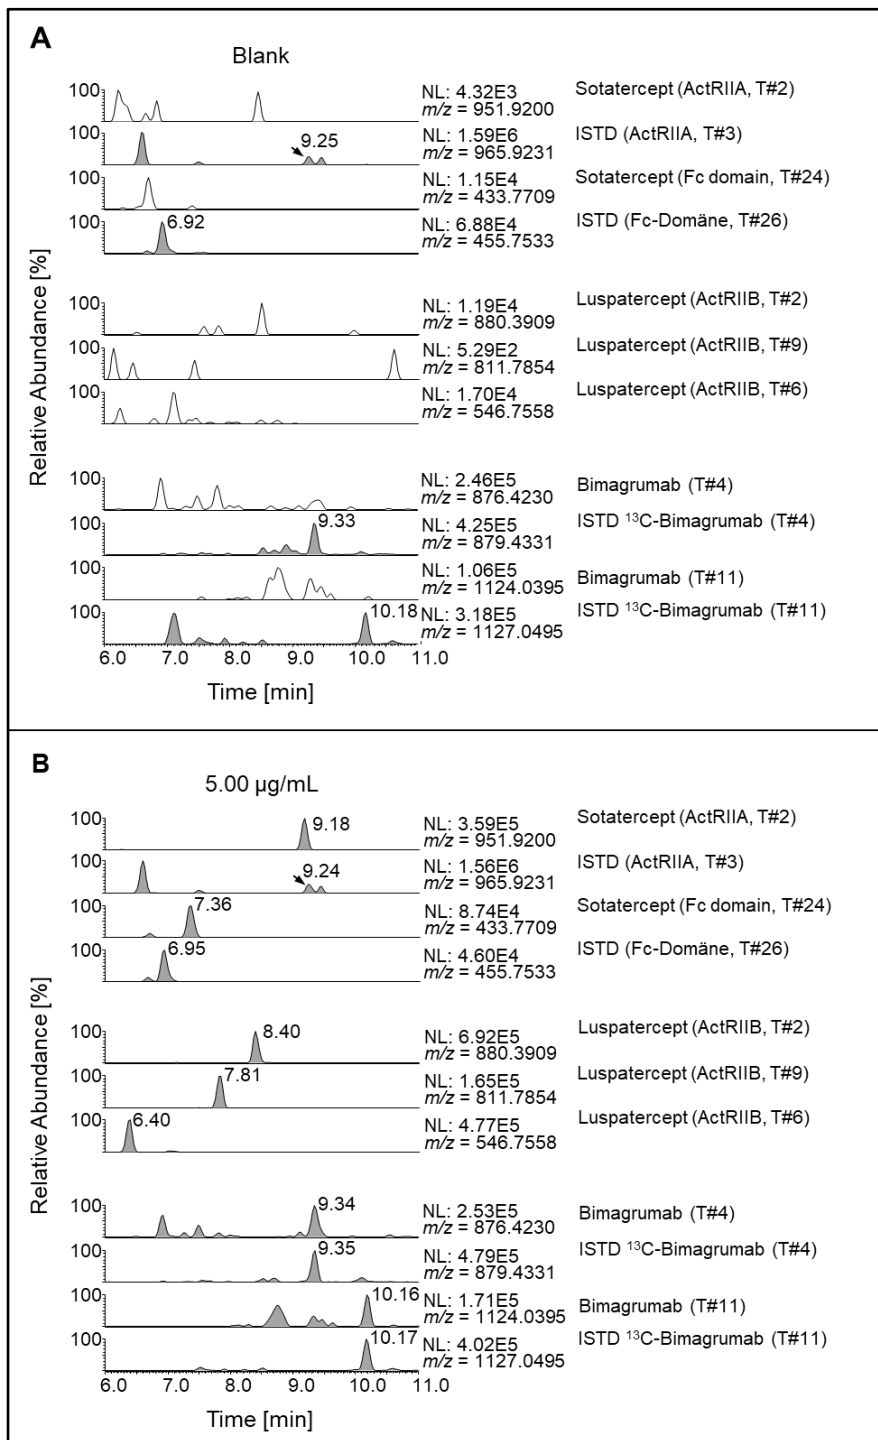 A
Blank
Relative Abundance [%]
100
NL: 4.32E3
m/z = 951.9200
Sotatercept (ActRIIA, T#2)
100
9.25
NL: 1.59E6
m/z = 965.9231
ISTD (ActRIIA, T#3)
100
NL: 1.15E4
m/z = 433.7709
Sotatercept (Fc domain, T#24)
100
6.92
NL: 6.88E4
m/z = 455.7533
ISTD (Fc-Domäne, T#26)
100
NL: 1.19E4
m/z = 880.3909
Luspatercept (ActRIIB, T#2)
100
NL: 5.29E2
m/z = 811.7854
Luspatercept (ActRIIB, T#9)
100
NL: 1.70E4
m/z = 546.7558
Luspatercept (ActRIIB, T#6)
100
NL: 2.46E5
m/z = 876.4230
Bimagrumab (T#4)
100
9.33
NL: 4.25E5
m/z = 879.4331
ISTD ¹³C-Bimagrumab (T#4)
100
NL: 1.06E5
m/z = 1124.0395
Bimagrumab (T#11)
100
10.18
NL: 3.18E5
m/z = 1127.0495
ISTD ¹³C-Bimagrumab (T#11)
6.0 7.0 8.0 9.0 10.0 11.0
Time [min]
B
5.00 µg/mL
Relative Abundance [%]
100
9.18
NL: 3.59E5
m/z = 951.9200
Sotatercept (ActRIIA, T#2)
100
9.24
NL: 1.56E6
m/z = 965.9231
ISTD (ActRIIA, T#3)
100
7.36
NL: 8.74E4
m/z = 433.7709
Sotatercept (Fc domain, T#24)
100
6.95
NL: 4.60E4
m/z = 455.7533
ISTD (Fc-Domäne, T#26)
100
8.40
NL: 6.92E5
m/z = 880.3909
Luspatercept (ActRIIB, T#2)
100
7.81
NL: 1.65E5
m/z = 811.7854
Luspatercept (ActRIIB, T#9)
100
6.40
NL: 4.77E5
m/z = 546.7558
Luspatercept (ActRIIB, T#6)
100
9.34
NL: 2.53E5
m/z = 876.4230
Bimagrumab (T#4)
100
9.35
NL: 4.79E5
m/z = 879.4331
ISTD ¹³C-Bimagrumab (T#4)
100
10.16
NL: 1.71E5
m/z = 1124.0395
Bimagrumab (T#11)
100
10.17
NL: 4.02E5
m/z = 1127.0495
ISTD ¹³C-Bimagrumab (T#11)
6.0 7.0 8.0 9.0 10.0 11.0
Time [min]